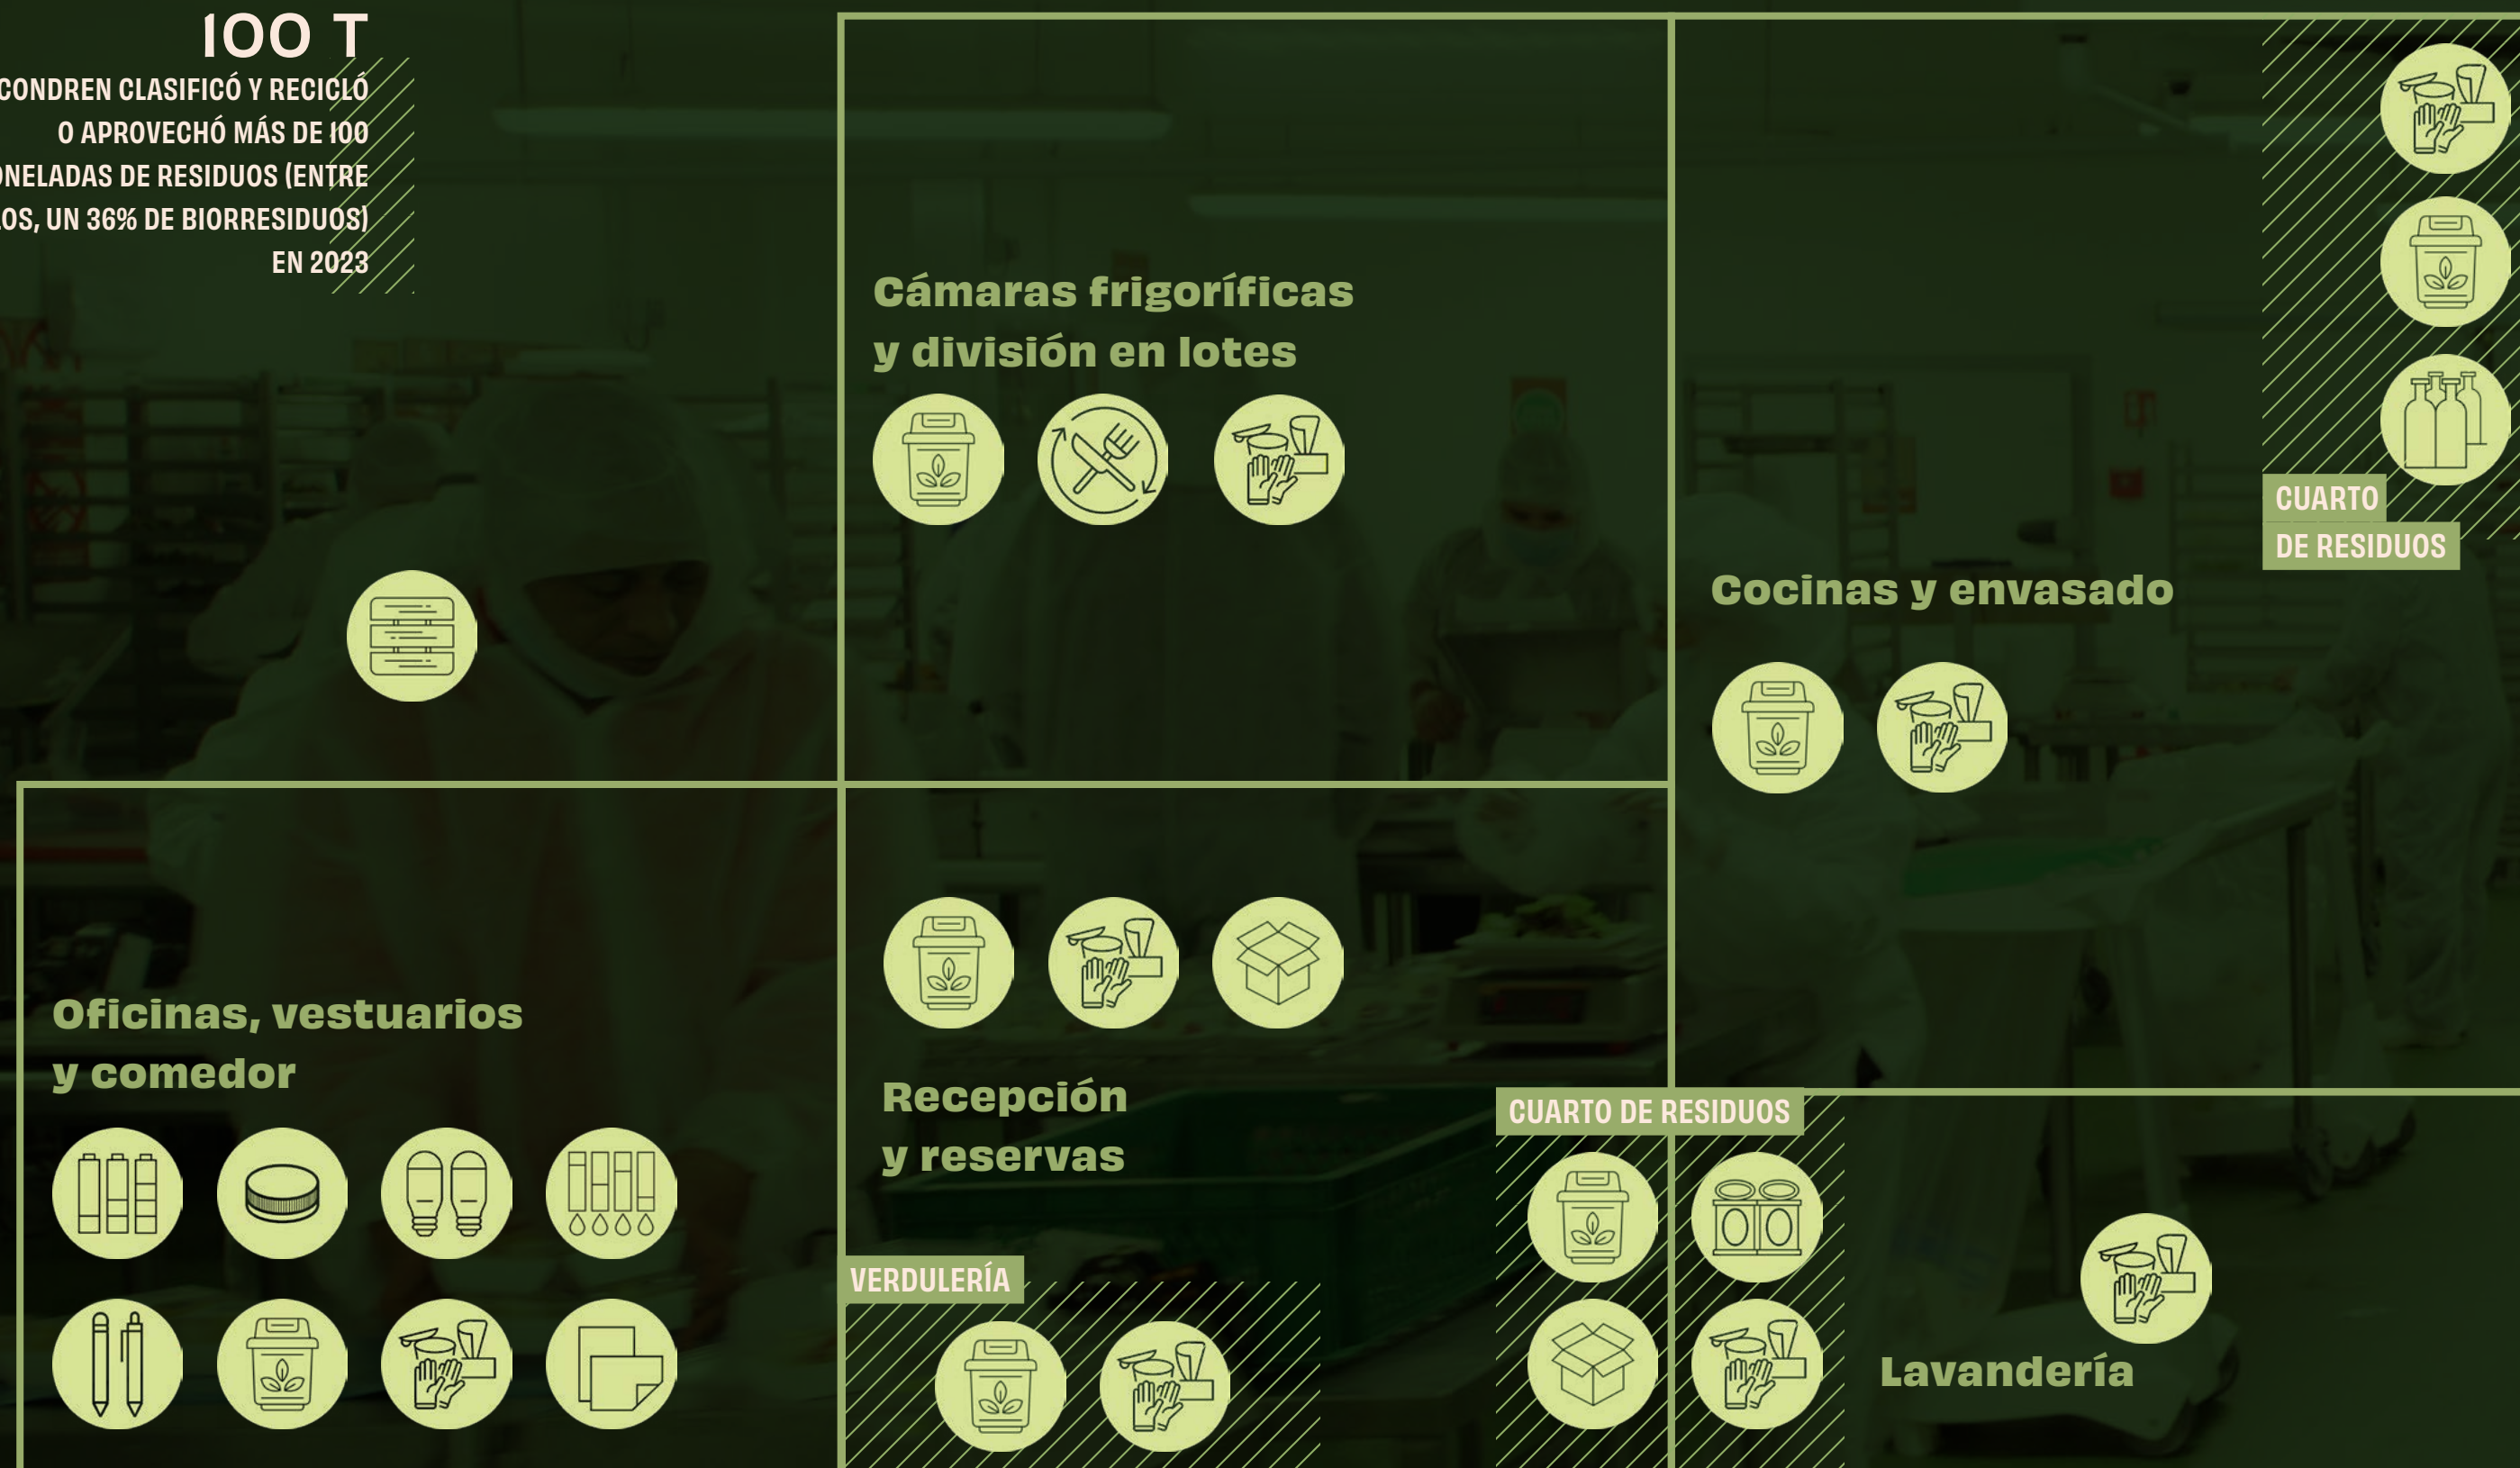 100 T
CONDREN CLASIFICÓ Y RECICLÓ
O APROVECHÓ MÁS DE 100
ONELADAS DE RESIDUOS (ENTRE
OS, UN 36% DE BIORRESIDUOS)
EN 2023
Cámaras frigoríficas
y división en lotes
CUARTO
DE RESIDUOS
Cocinas y envasado
Oficinas, vestuarios
y comedor
Recepción
y reservas
CUARTO DE RESIDUOS
VERDULERÍA
Lavandería